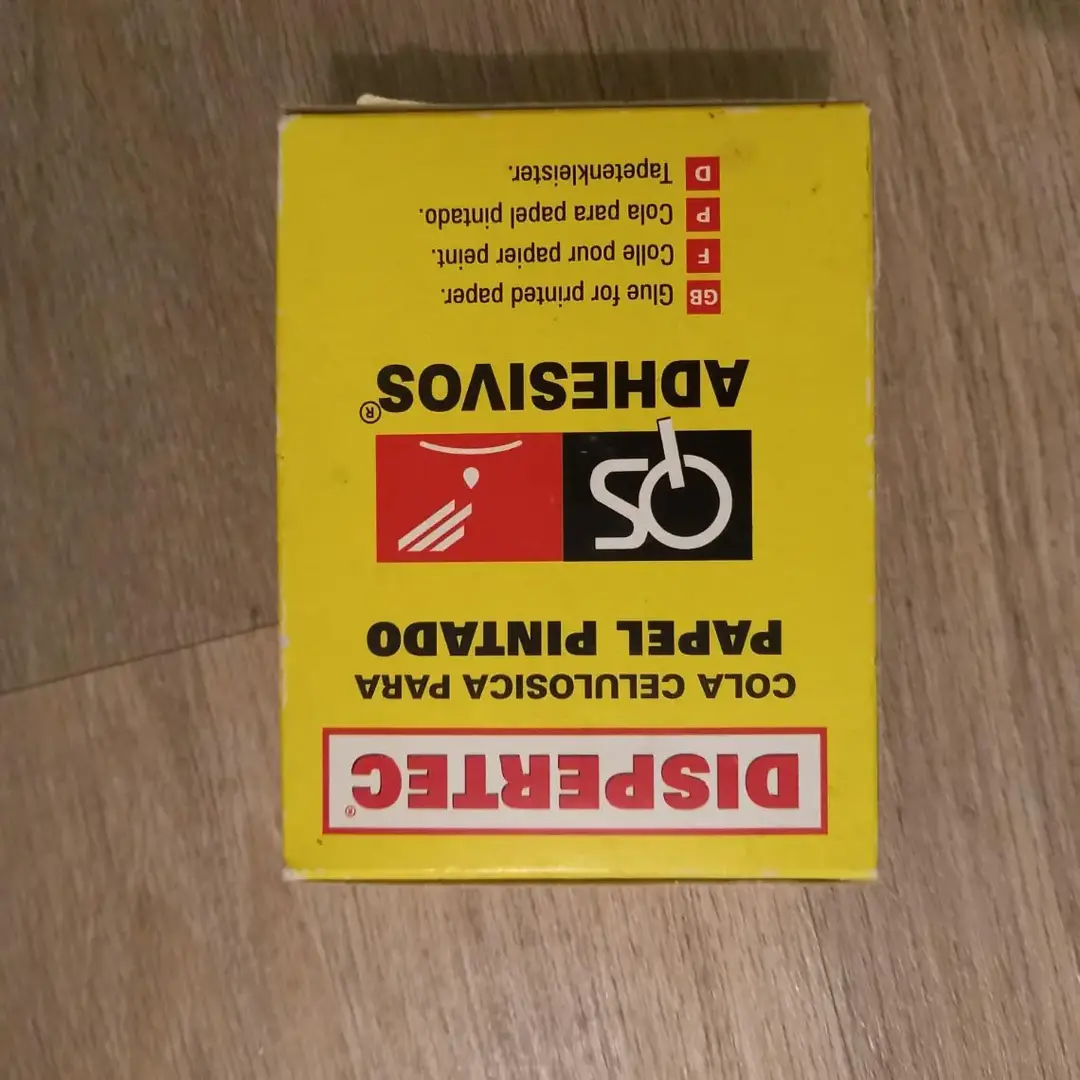 DISPERTEC®
COLA CELULOSICA PARA
PAPEL PINTADO
QS
ADHESIVOS®
GB Glue for printed paper.
F Colle pour papier peint.
P Cola para papel pintado.
D Tapetenkleister.